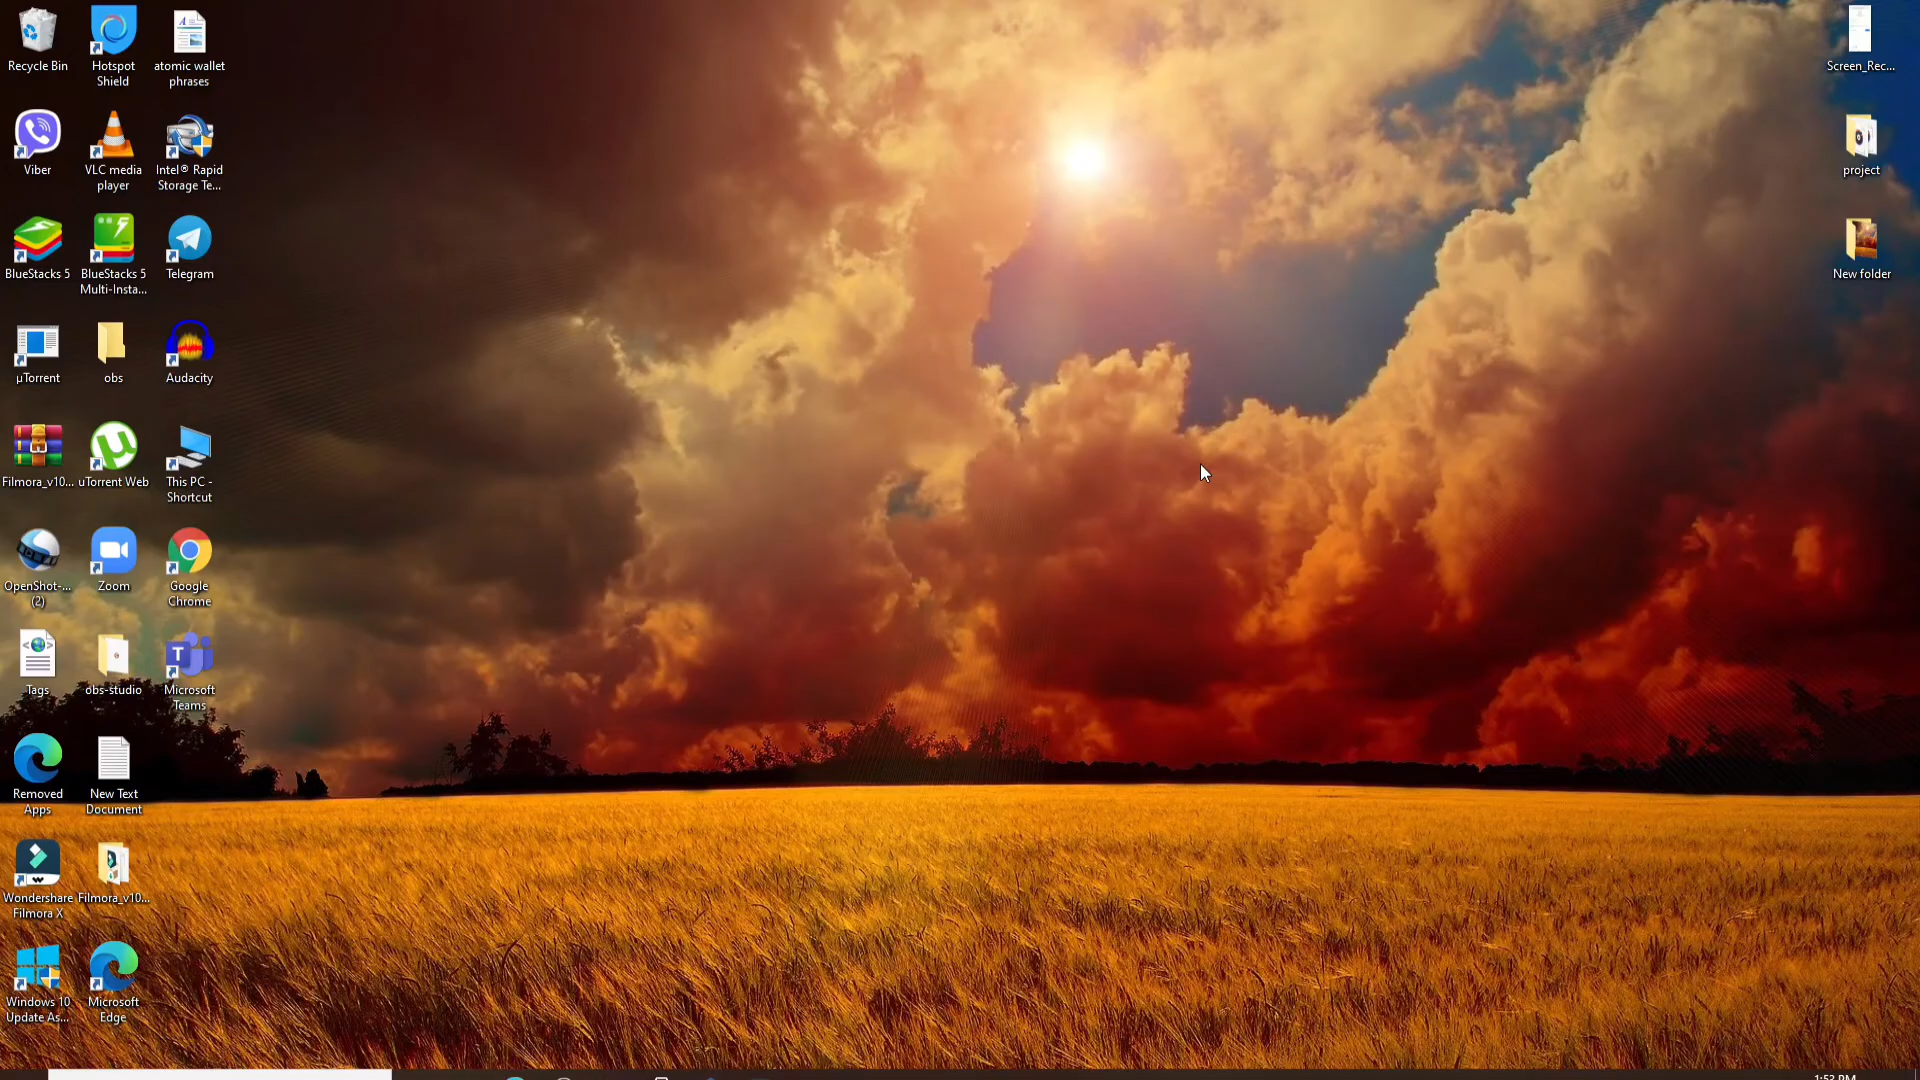 Recycle Bin
Hotspot
Shield
atomic wallet
phrases
Viber
VLC media
player
Intel® Rapid
Storage Te...
BlueStacks 5
BlueStacks 5
Multi-Insta...
Telegram
µTorrent
obs
Audacity
Filmora_v10...
uTorrent Web
This PC -
Shortcut
OpenShot-...
(2)
Zoom
Google
Chrome
Tags
obs-studio
Microsoft
Teams
Removed
Apps
New Text
Document
Wondershare
Filmora X
Filmora_v10...
Windows 10
Update As...
Microsoft
Edge
Screen_Rec...
project
New folder
1:53 PM